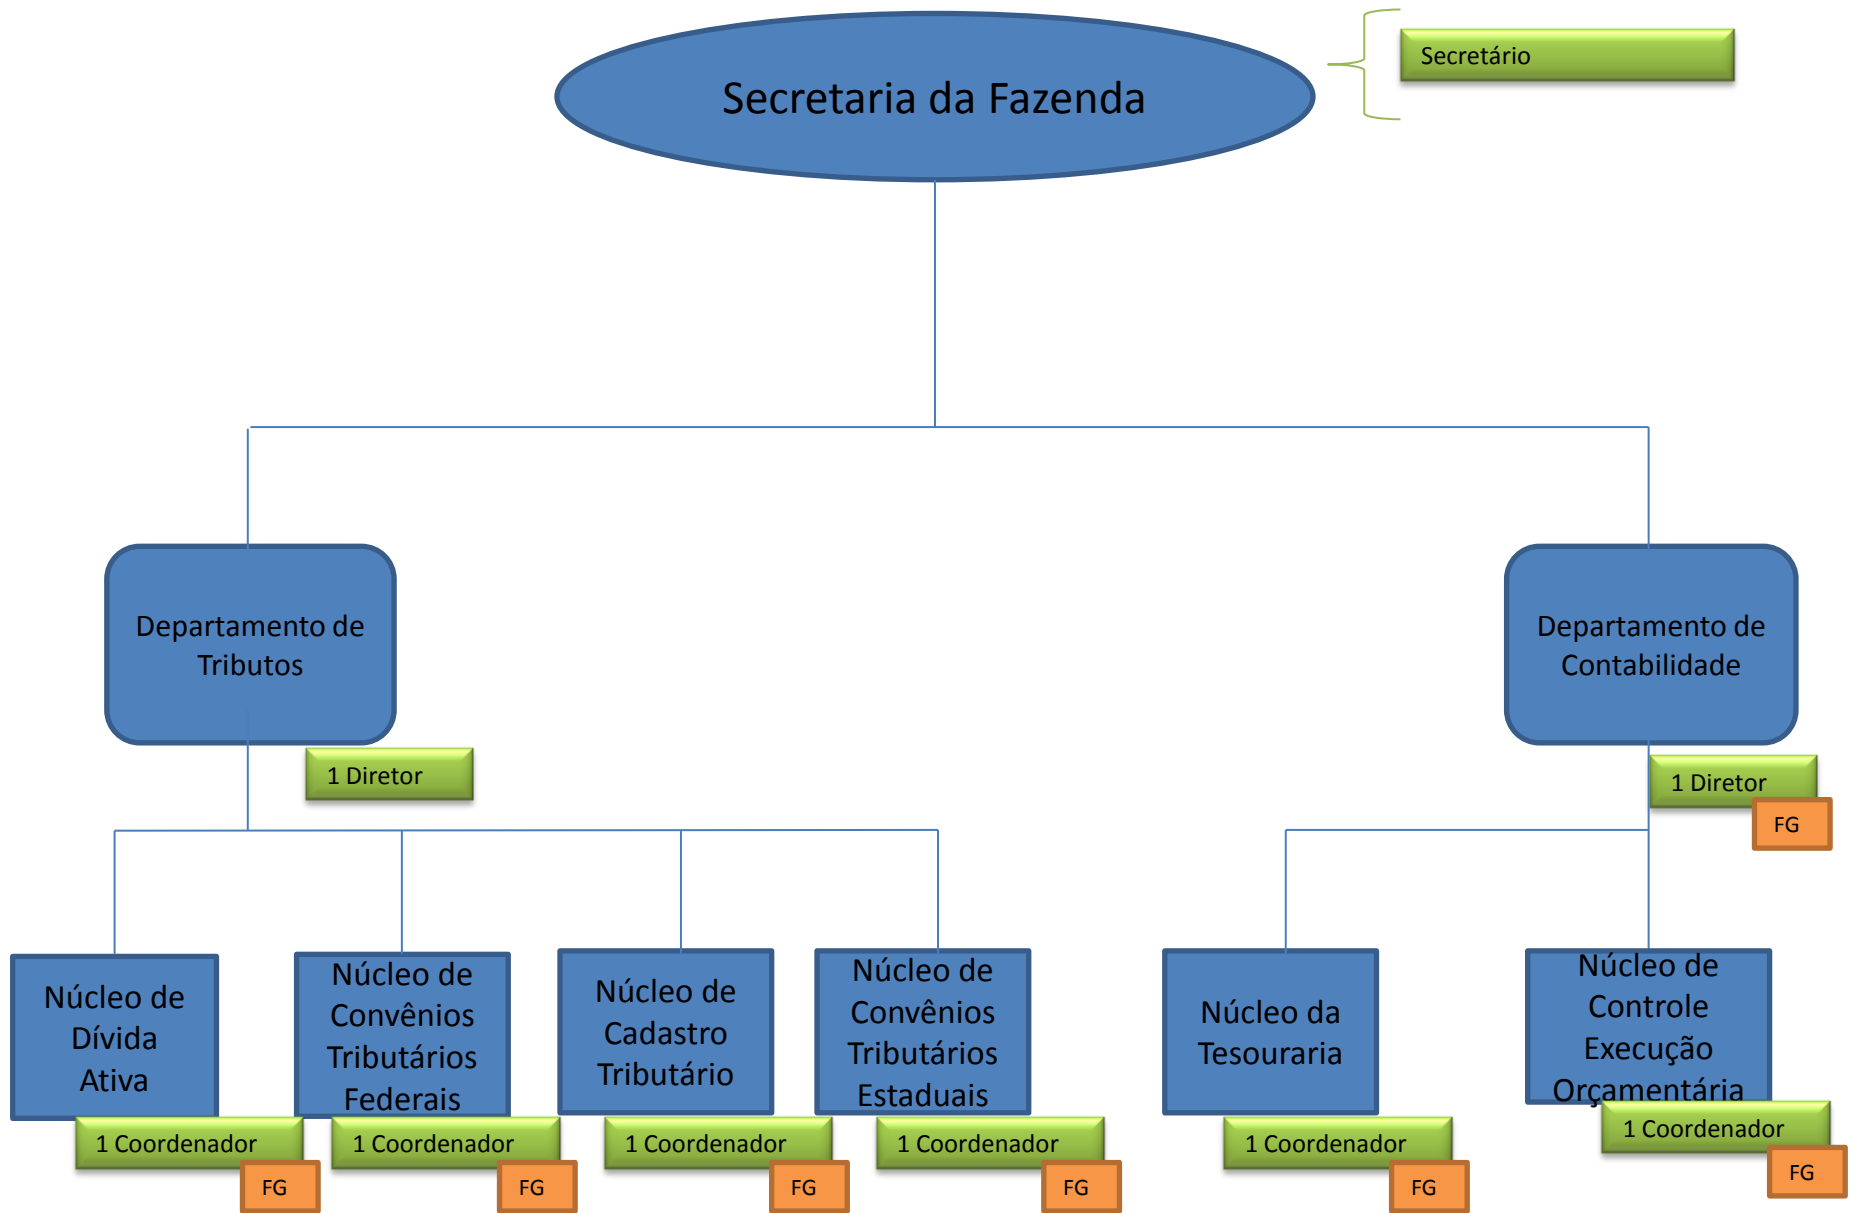 Secretaria da Fazenda
Secretário
Departamento de
Tributos
1 Diretor
Departamento de
Contabilidade
1 Diretor
FG
Núcleo de
Dívida
Ativa
1 Coordenador
FG
Núcleo de
Convênios
Tributários
Federais
1 Coordenador
FG
Núcleo de
Cadastro
Tributário
1 Coordenador
FG
Núcleo de
Convênios
Tributários
Estaduais
1 Coordenador
FG
Núcleo da
Tesouraria
1 Coordenador
FG
Núcleo de
Controle
Execução
Orçamentária
1 Coordenador
FG